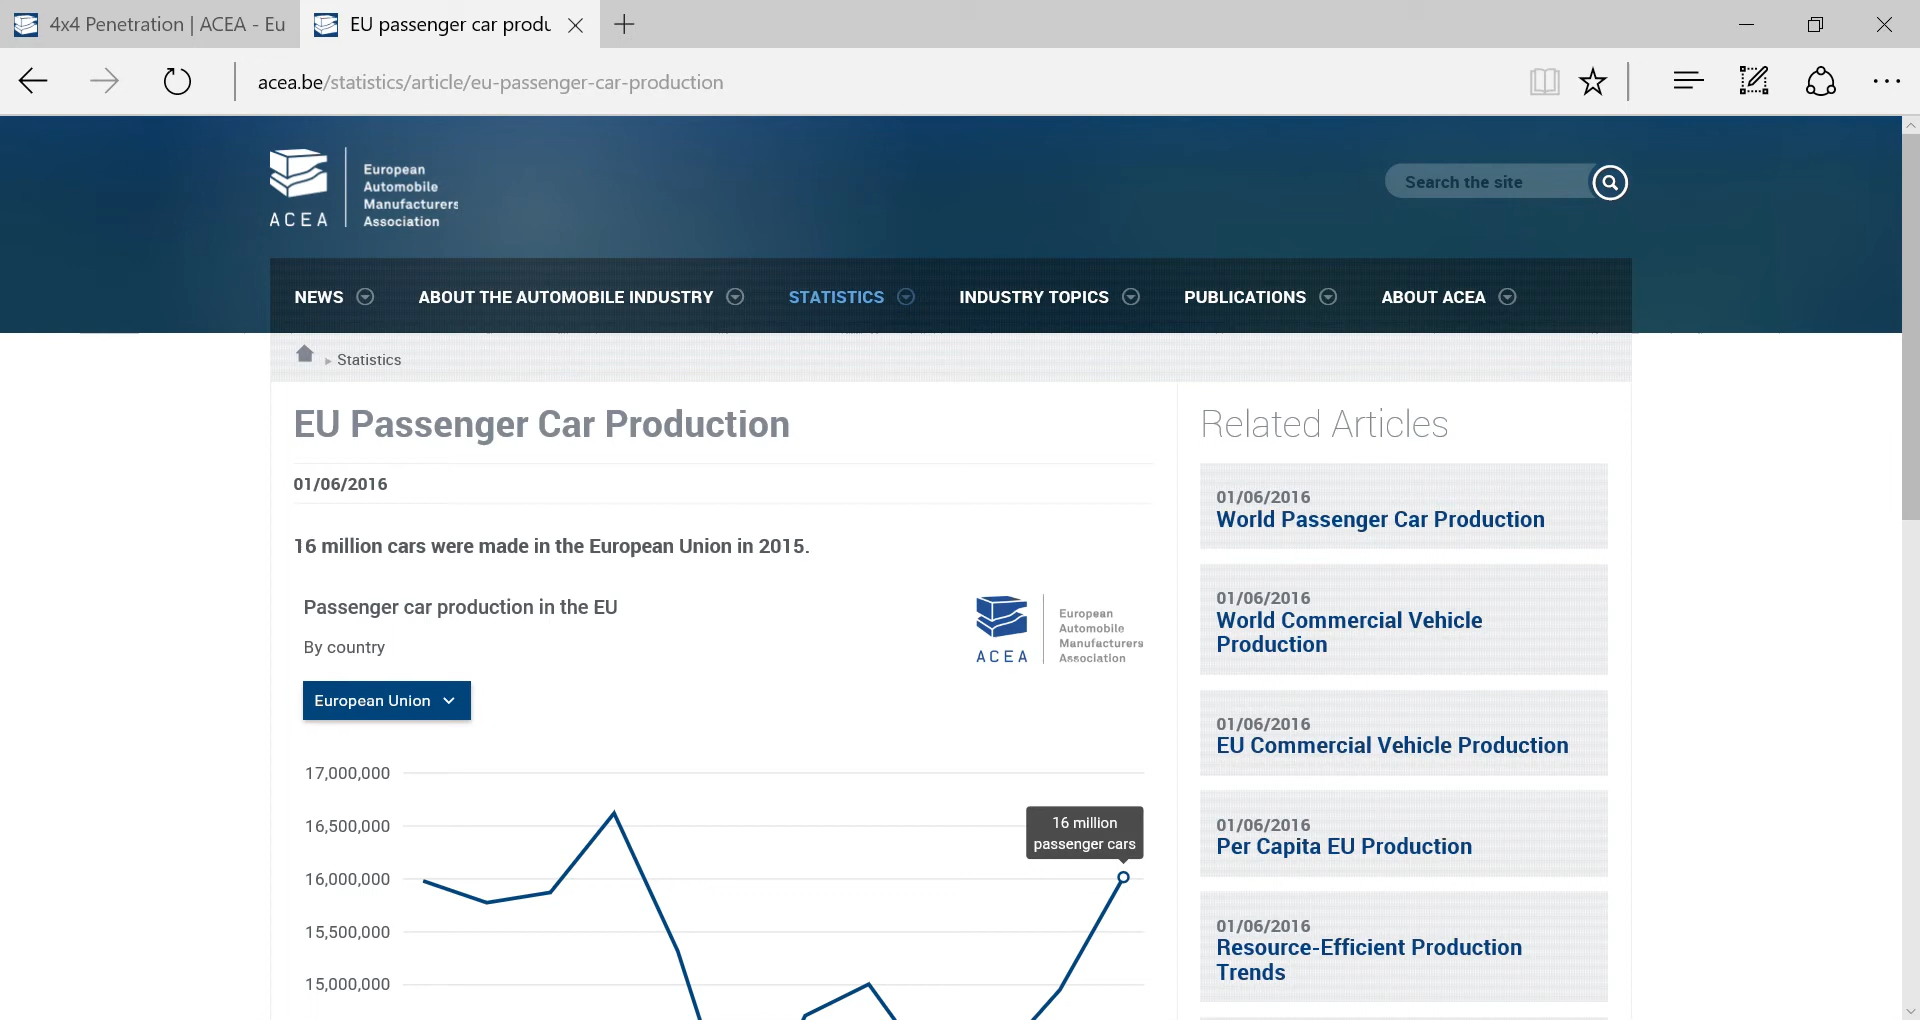 4x4 Penetration | ACEA - Eu
EU passenger car produ
acea.be/statistics/article/eu-passenger-car-production
European
Automobile
Manufacturers
Association
ACEA
Search the site
NEWS
ABOUT THE AUTOMOBILE INDUSTRY
STATISTICS
INDUSTRY TOPICS
PUBLICATIONS
ABOUT ACEA
Statistics
EU Passenger Car Production
01/06/2016
16 million cars were made in the European Union in 2015.
Passenger car production in the EU
By country
European
Automobile
Manufacturers
Association
ACEA
European Union
17,000,000
16,500,000
16,000,000
15,500,000
15,000,000
16 million
passenger cars
Related Articles
01/06/2016
World Passenger Car Production
01/06/2016
World Commercial Vehicle
Production
01/06/2016
EU Commercial Vehicle Production
01/06/2016
Per Capita EU Production
01/06/2016
Resource-Efficient Production
Trends